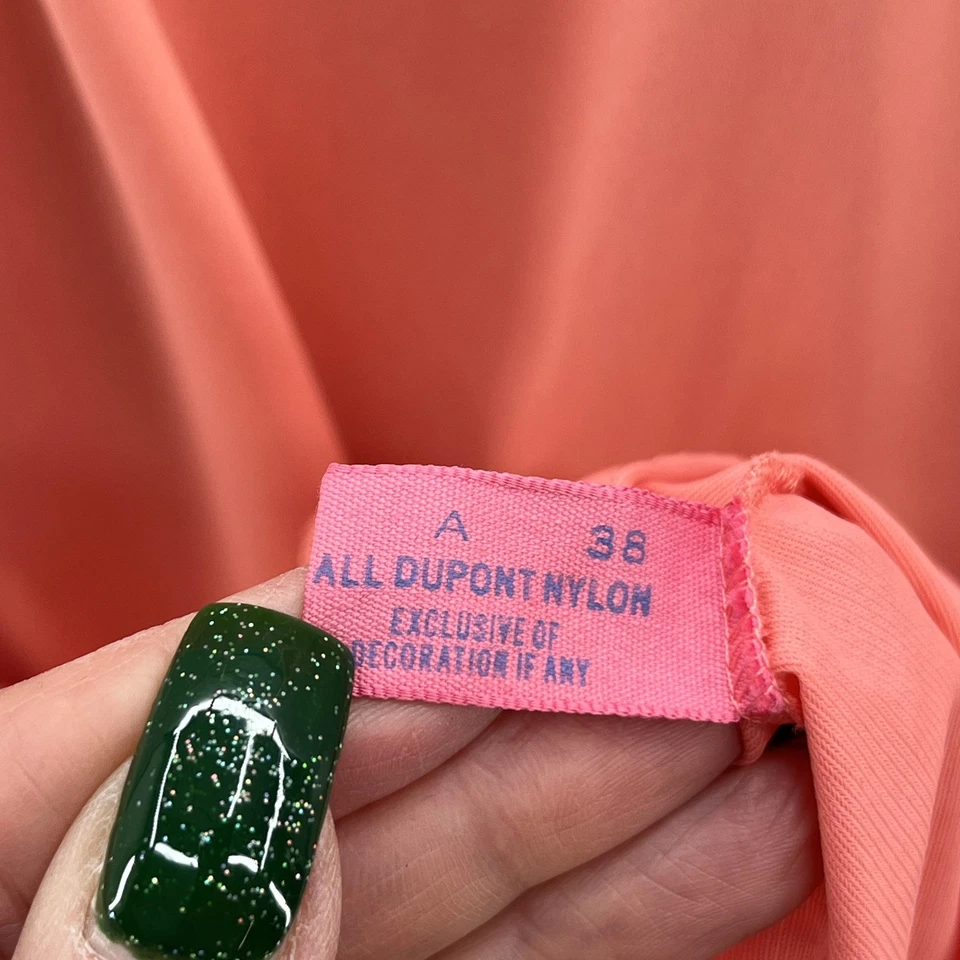 A 38
ALL DUPONT NYLON
EXCLUSIVE OF
DECORATION IF ANY